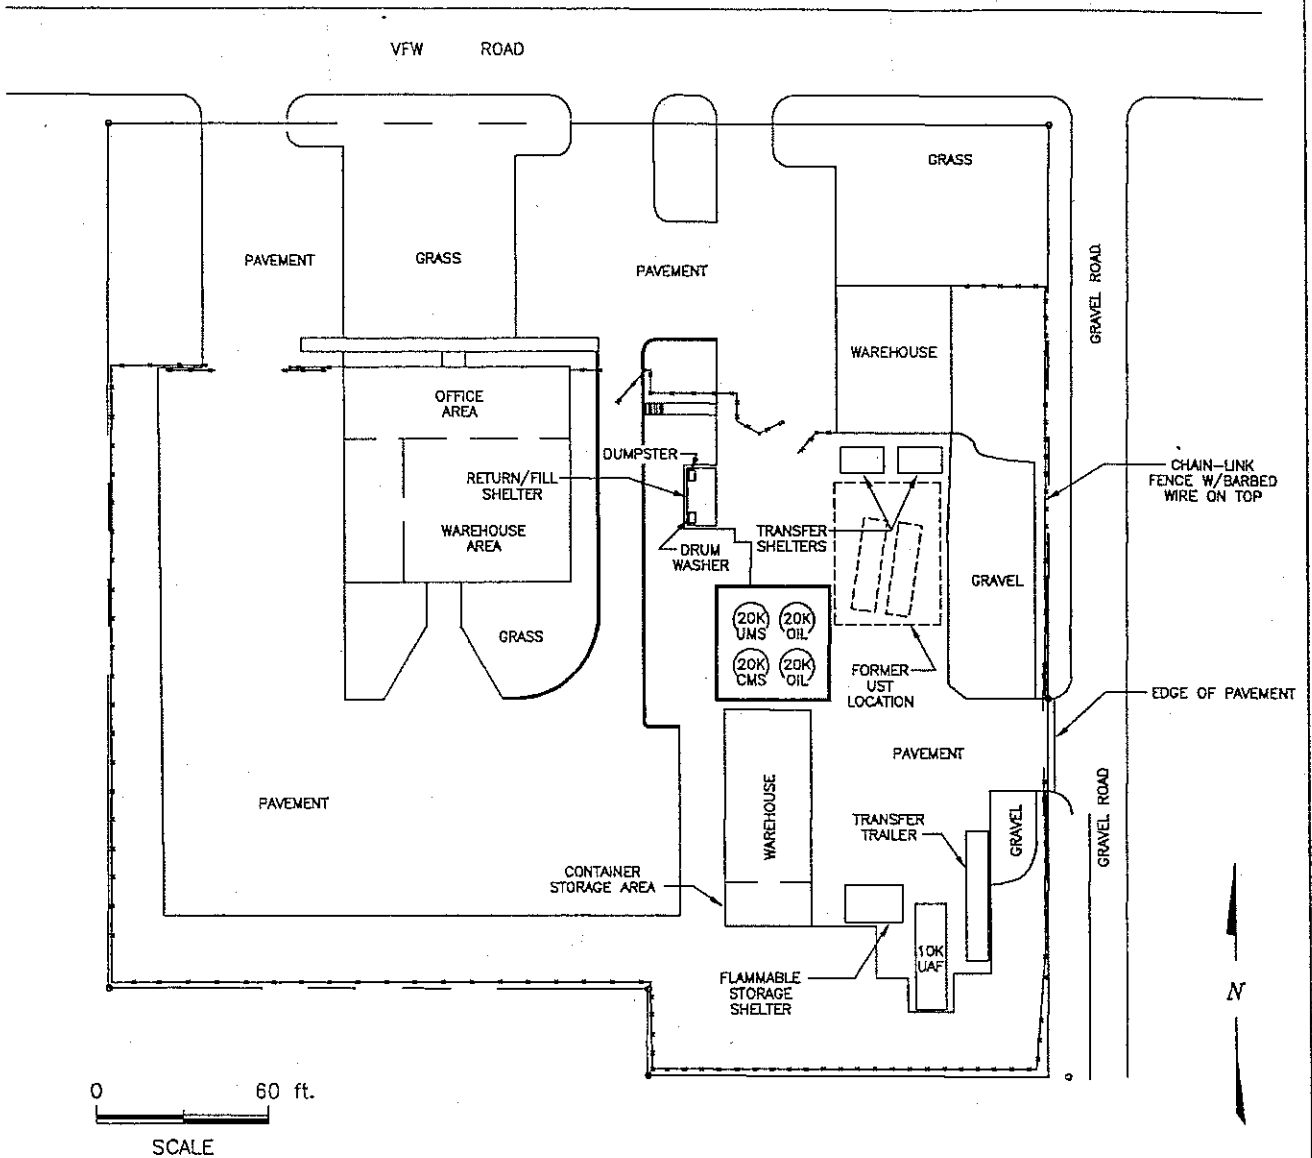 VFW ROAD
GRASS
PAVEMENT
GRASS
PAVEMENT
GRAVEL ROAD
WAREHOUSE
OFFICE
AREA
DUMPSTER
RETURN/FILL
SHELTER
CHAIN-LINK
FENCE W/BARBED
WIRE ON TOP
WAREHOUSE
AREA
TRANSFER
SHELTERS
DRUM
WASHER
GRAVEL
20K
UMS
20K
OIL
GRASS
20K
CMS
20K
OIL
FORMER
UST
LOCATION
EDGE OF PAVEMENT
PAVEMENT
PAVEMENT
WAREHOUSE
TRANSFER
TRAILER
GRAVEL
GRAVEL ROAD
CONTAINER
STORAGE AREA
10K
UAF
FLAMMABLE
STORAGE
SHELTER
N
0 60 ft.
SCALE